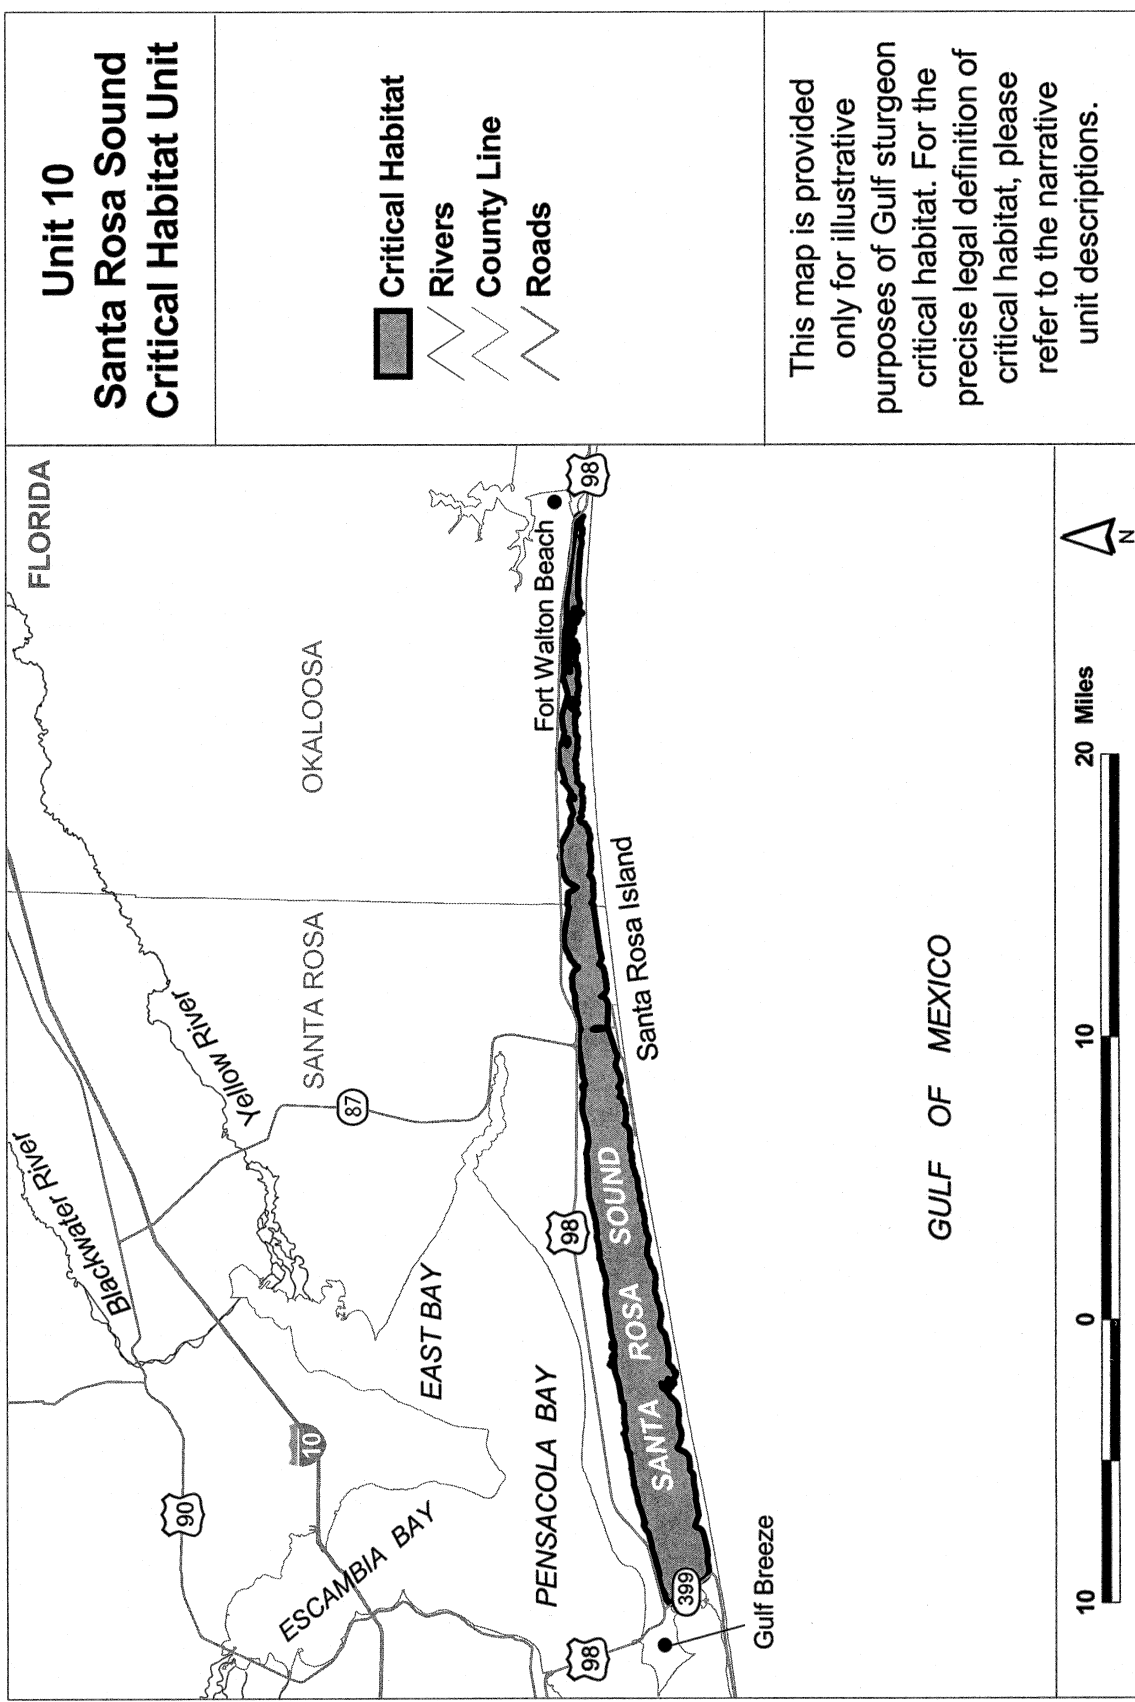 Unit 10
Santa Rosa Sound
Critical Habitat Unit
Critical Habitat
Rivers
County Line
Roads
This map is provided
only for illustrative
purposes of Gulf sturgeon
critical habitat. For the
precise legal definition of
critical habitat, please
refer to the narrative
unit descriptions.
FLORIDA
Blackwater River
Yellow River
90
10
87
OKALOOSA
SANTA ROSA
ESCAMBIA BAY
EAST BAY
PENSACOLA BAY
98
98
98
Fort Walton Beach
SANTA ROSA SOUND
Santa Rosa Island
399
Gulf Breeze
GULF OF MEXICO
10 0 10 20 Miles
N